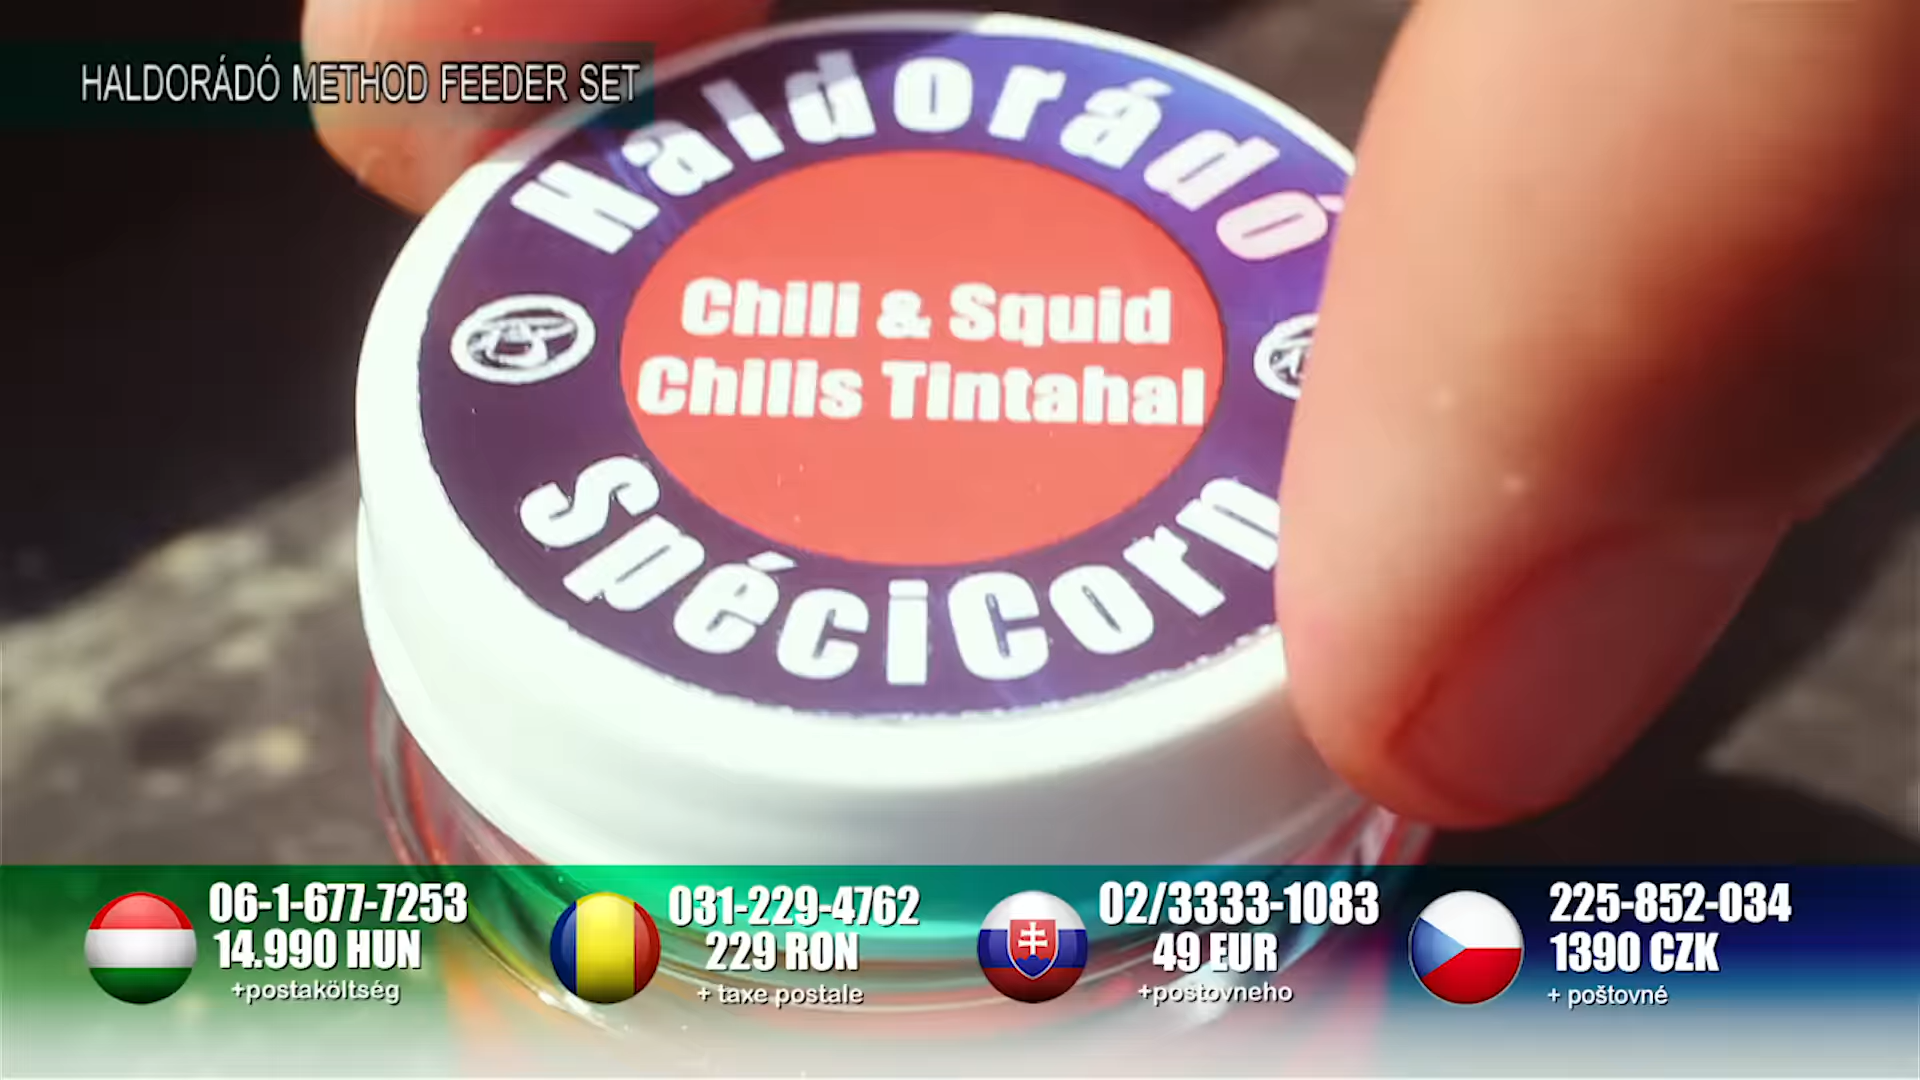 HALDORÁDÓ METHOD FEEDER SET
Haldorádó
Chili & Squid
Chilis Tintahal
SpéciCorn
06-1-677-7253
14.990 HUN
+postaköltség
031-229-4762
229 RON
+ taxe postale
02/3333-1083
49 EUR
+postovneho
225-852-034
1390 CZK
+ poštovné